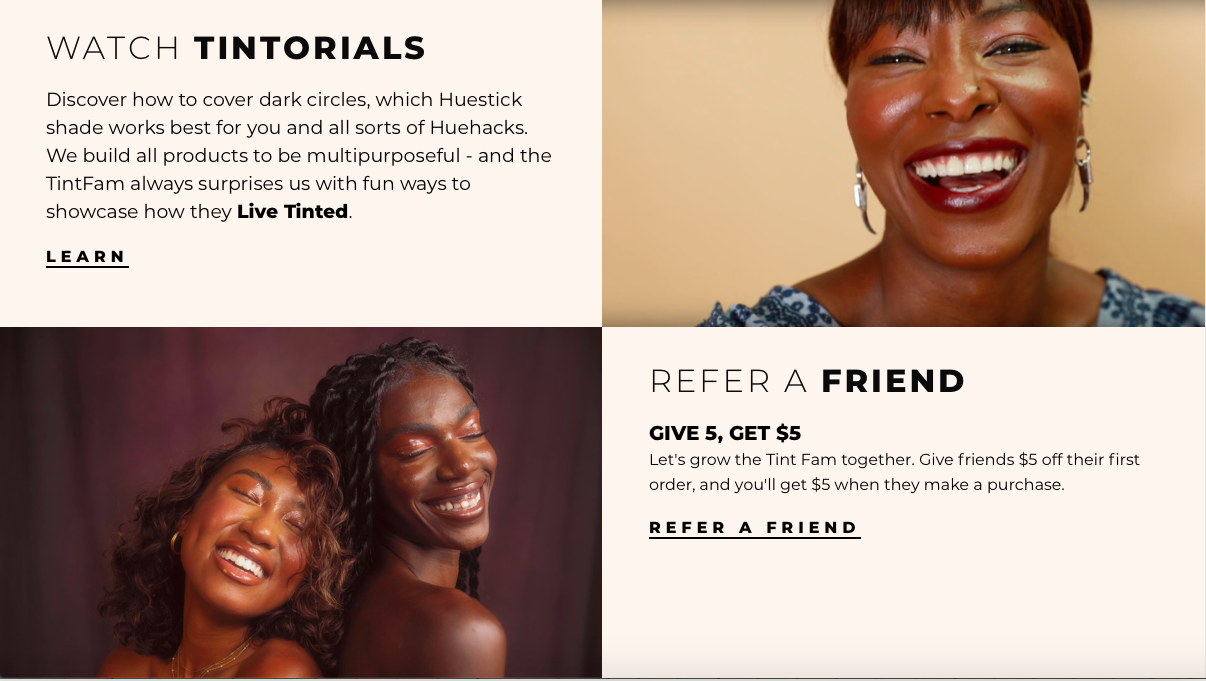 WATCH TINTORIALS
Discover how to cover dark circles, which Huestick
shade works best for you and all sorts of Huehacks.
We build all products to be multipurposeful - and the
TintFam always surprises us with fun ways to
showcase how they Live Tinted.
LEARN
REFER A FRIEND
GIVE 5, GET $5
Let's grow the Tint Fam together. Give friends $5 off their first
order, and you'll get $5 when they make a purchase.
REFER A FRIEND